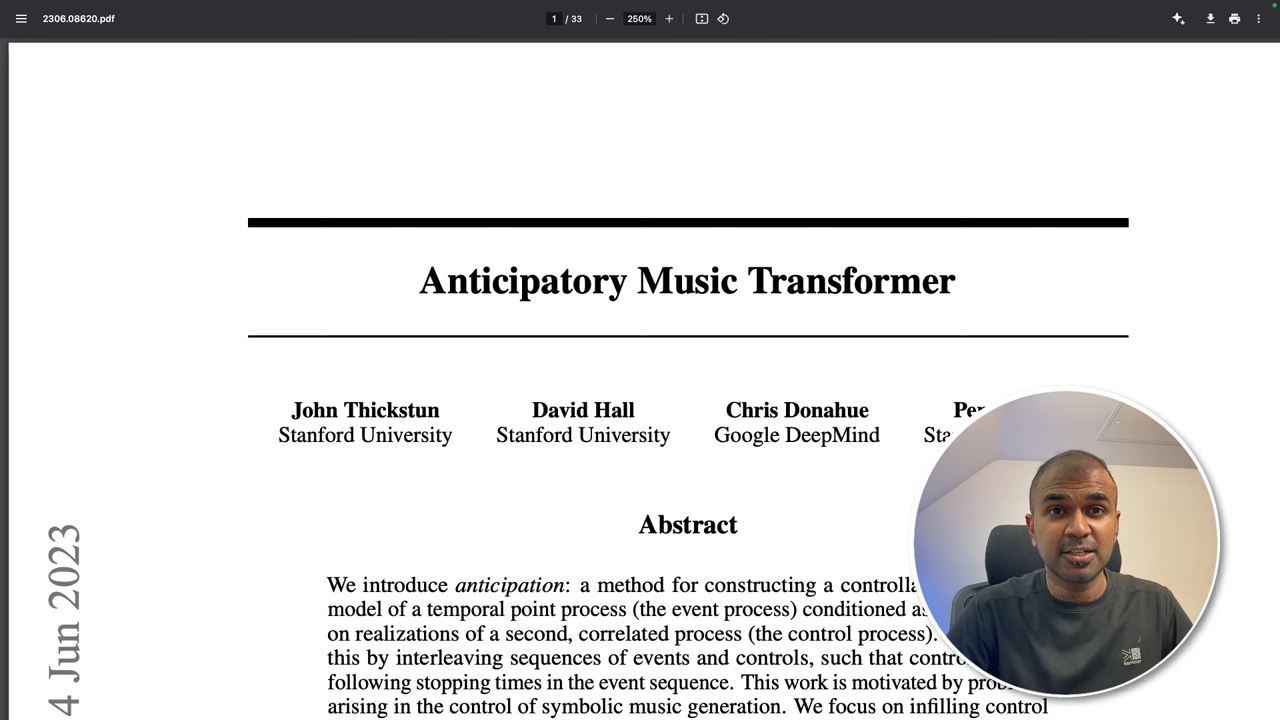 2306.08620.pdf
1 / 33
250%
Anticipatory Music Transformer
John Thickstun
David Hall
Chris Donahue
Stanford University
Stanford University
Google DeepMind
Abstract
We introduce anticipation: a method for constructing a
model of a temporal point process (the event process) conditioned
on realizations of a second, correlated process (the control process).
this by interleaving sequences of events and controls, such that
following stopping times in the event sequence. This work is motivated by
arising in the control of symbolic music generation. We focus on infilling control
4 Jun 2023